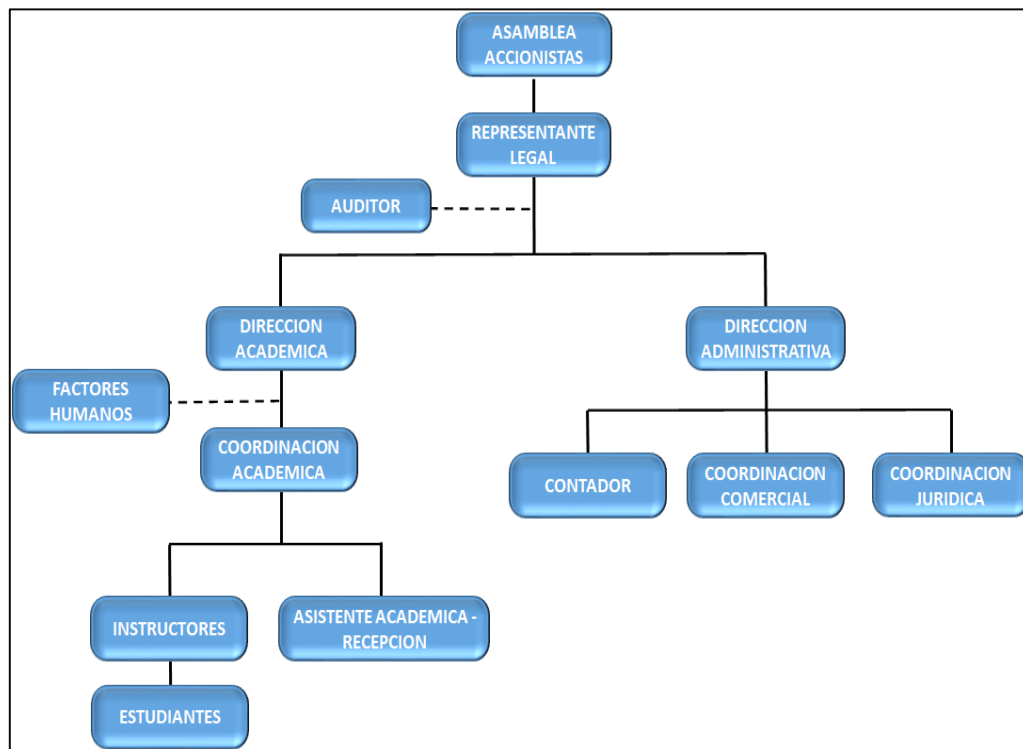 ASAMBLEA
ACCIONISTAS
REPRESENTANTE
LEGAL
AUDITOR
DIRECCION
ACADEMICA
DIRECCION
ADMINISTRATIVA
FACTORES
HUMANOS
COORDINACION
ACADEMICA
CONTADOR
COORDINACION
COMERCIAL
COORDINACION
JURIDICA
INSTRUCTORES
ASISTENTE ACADEMICA -
RECEPCION
ESTUDIANTES